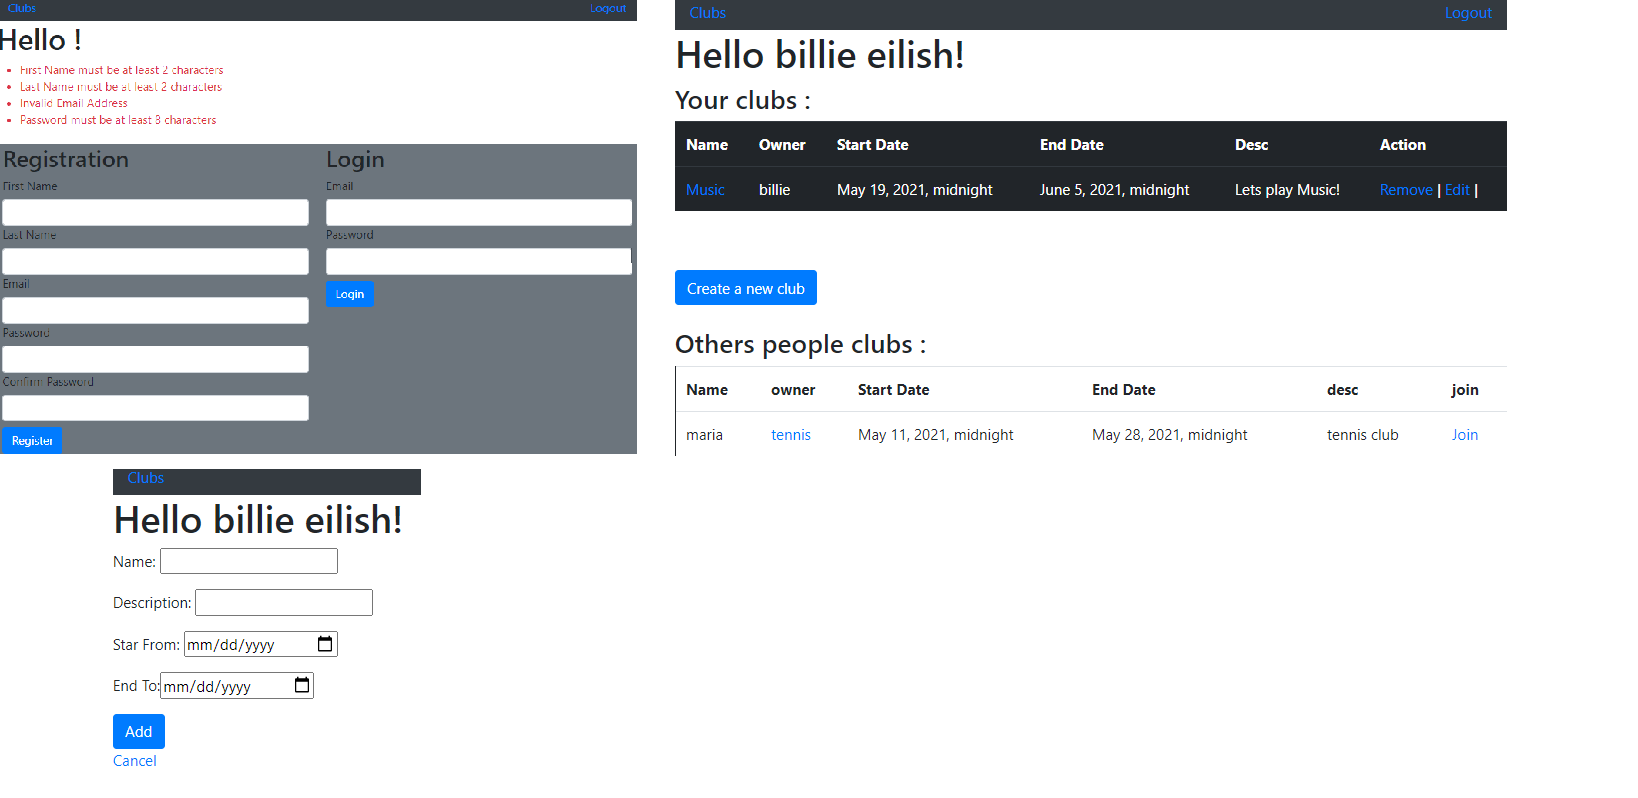 Clubs Logout
Hello !
First Name must be at least 2 characters
Last Name must be at least 2 characters
Invalid Email Address
Password must be at least 8 characters
Registration
First Name
Last Name
Email
Password
Confirm Password
Register
Login
Email
Password
Login
Clubs Logout
Hello billie eilish!
Your clubs :
Name Owner Start Date End Date Desc Action
Music billie May 19, 2021, midnight June 5, 2021, midnight Lets play Music! Remove | Edit |
Create a new club
Others people clubs :
Name owner Start Date End Date desc join
maria tennis May 11, 2021, midnight May 28, 2021, midnight tennis club Join
Clubs
Hello billie eilish!
Name:
Description:
Star From: mm/dd/yyyy
End To: mm/dd/yyyy
Add
Cancel